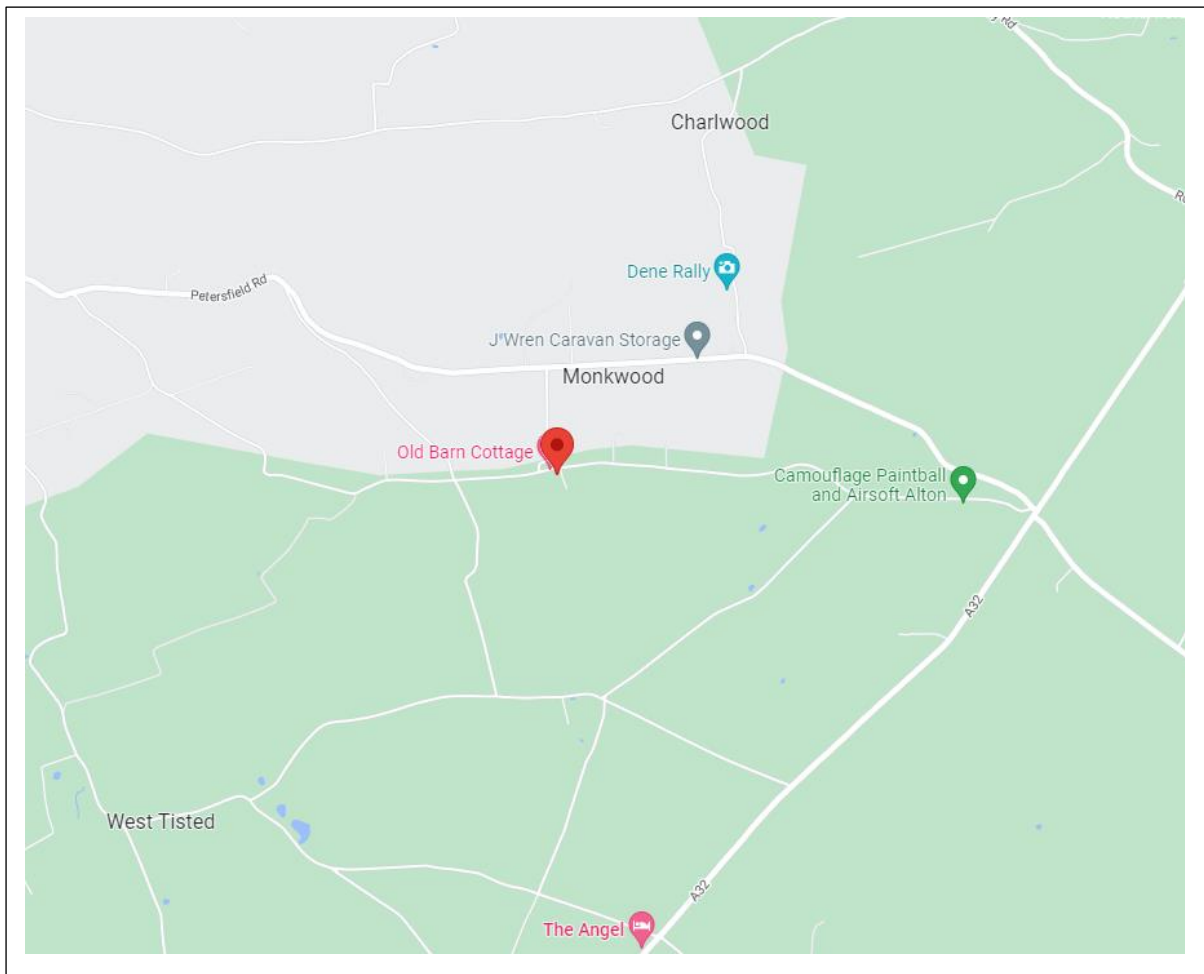 Charlwood
Dene Rally
Petersfield Rd
J Wren Caravan Storage
Monkwood
Old Barn Cottage
Camouflage Paintball
and Airsoft Alton
A32
West Tisted
A32
The Angel